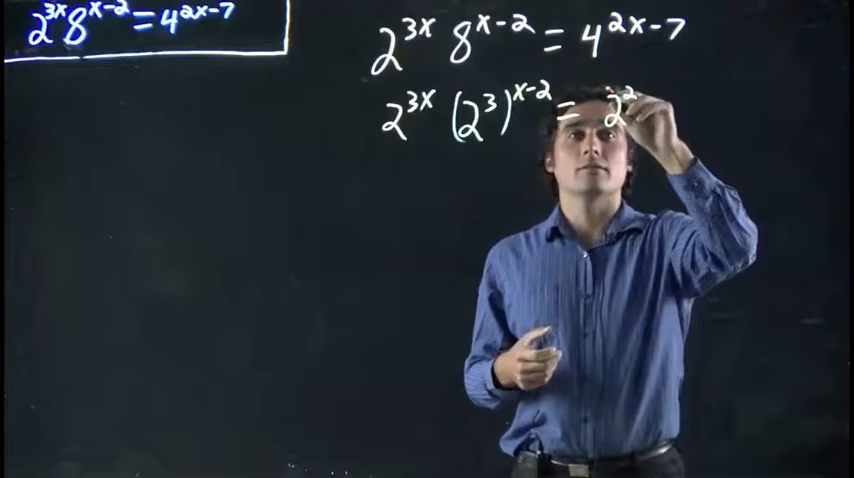 2^{3x} 8^{x-2} = 4^{2x-7}
2^{3x} 8^{x-2} = 4^{2x-7}
2^{3x} (2^3)^{x-2} = 2^2